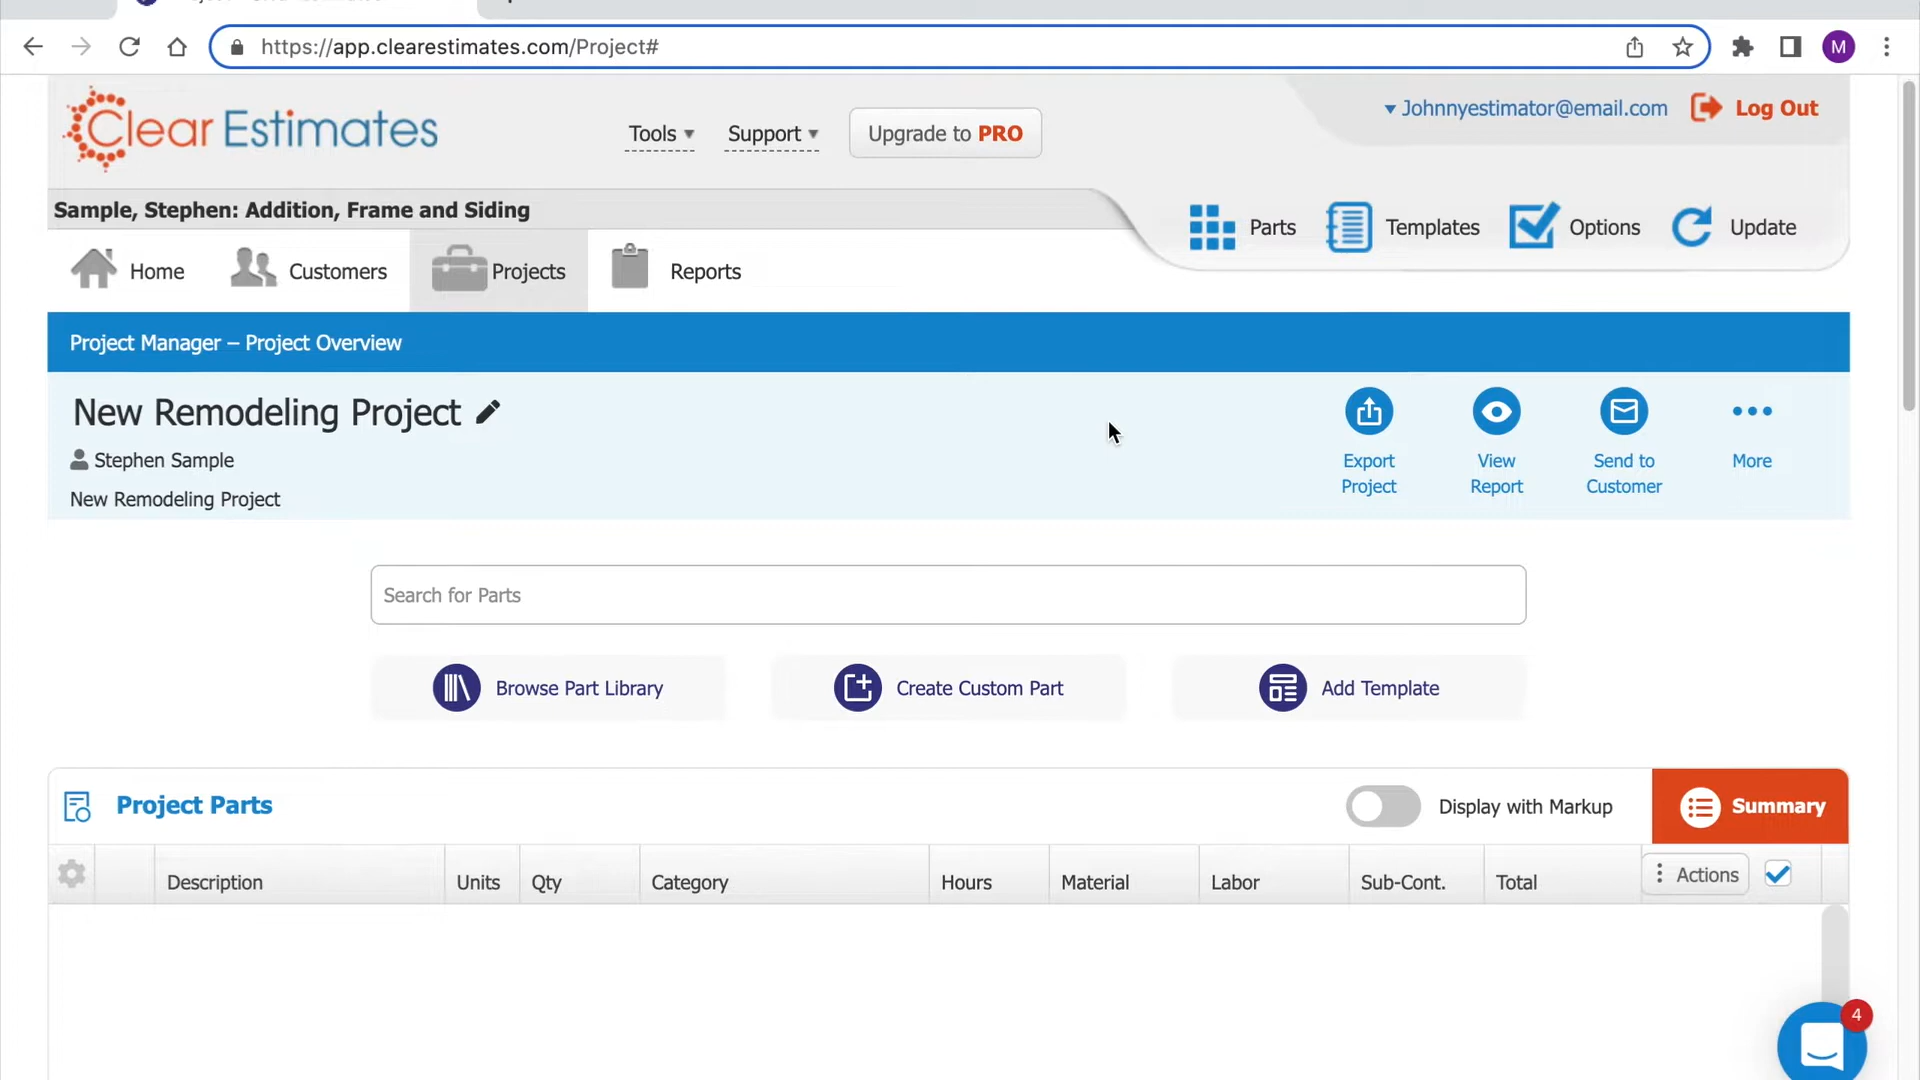 https://app.clearestimates.com/Project#
M
Clear Estimates
Tools
Support
Upgrade to PRO
Johnnyestimator@email.com
Log Out
Sample, Stephen: Addition, Frame and Siding
Parts
Templates
Options
Update
Home
Customers
Projects
Reports
Project Manager – Project Overview
New Remodeling Project
Stephen Sample
New Remodeling Project
Export
Project
View
Report
Send to
Customer
More
Search for Parts
Browse Part Library
Create Custom Part
Add Template
Project Parts
Display with Markup
Summary
Description
Units
Qty
Category
Hours
Material
Labor
Sub-Cont.
Total
Actions
4